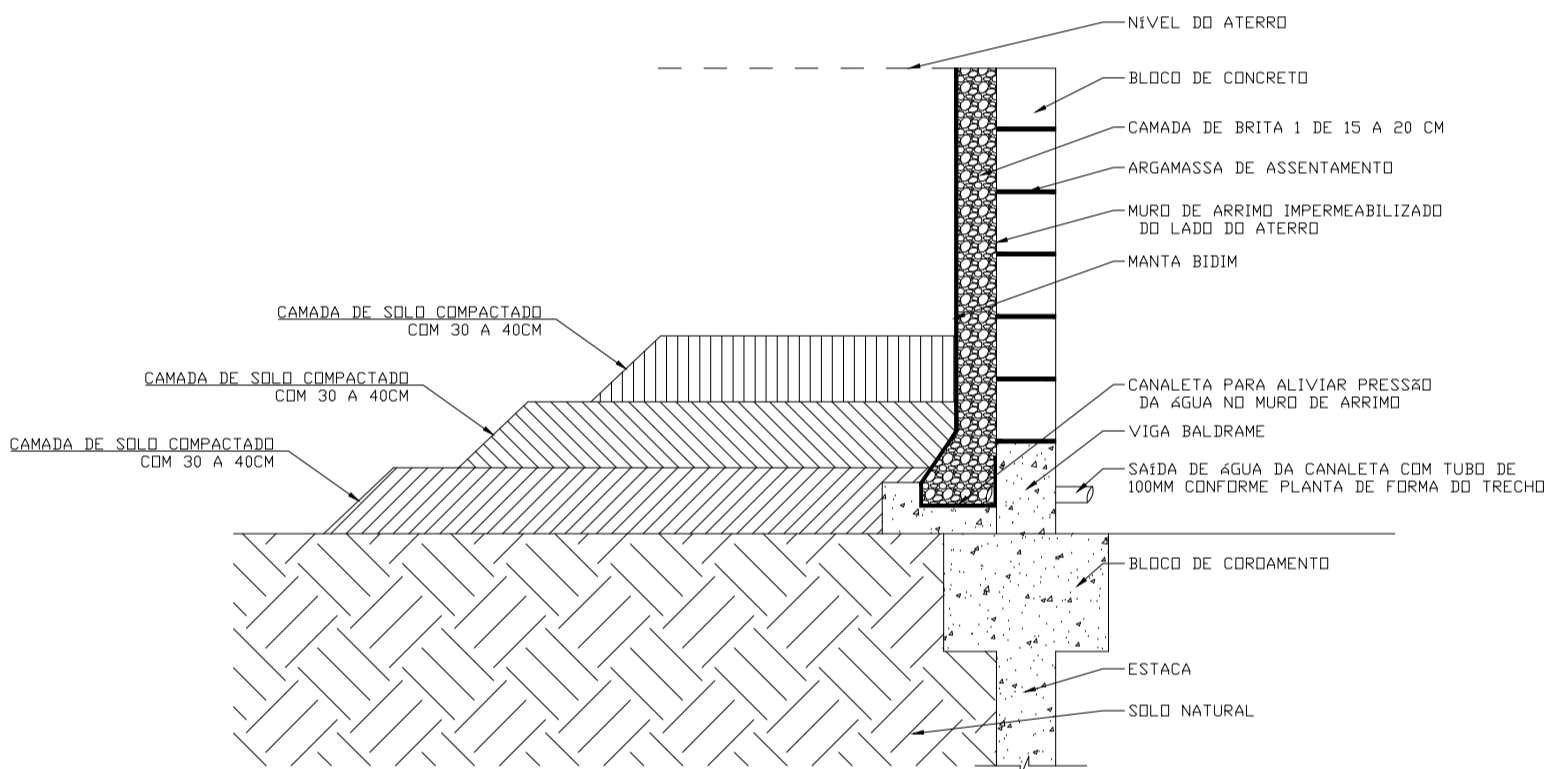 NÍVEL DO ATERRO
BLOCO DE CONCRETO
CAMADA DE BRITA 1 DE 15 A 20 CM
ARGAMASSA DE ASSENTAMENTO
MURO DE ARRIMO IMPERMEABILIZADO
DO LADO DO ATERRO
MANTA BIDIM
CAMADA DE SOLO COMPACTADO
COM 30 A 40CM
CAMADA DE SOLO COMPACTADO
COM 30 A 40CM
CAMADA DE SOLO COMPACTADO
COM 30 A 40CM
CANALETA PARA ALIVIAR PRESSÃO
DA ÁGUA NO MURO DE ARRIMO
VIGA BALDRAME
SAÍDA DE ÁGUA DA CANALETA COM TUBO DE
100MM CONFORME PLANTA DE FORMA DO TRECHO
BLOCO DE COROAMENTO
ESTACA
SOLO NATURAL